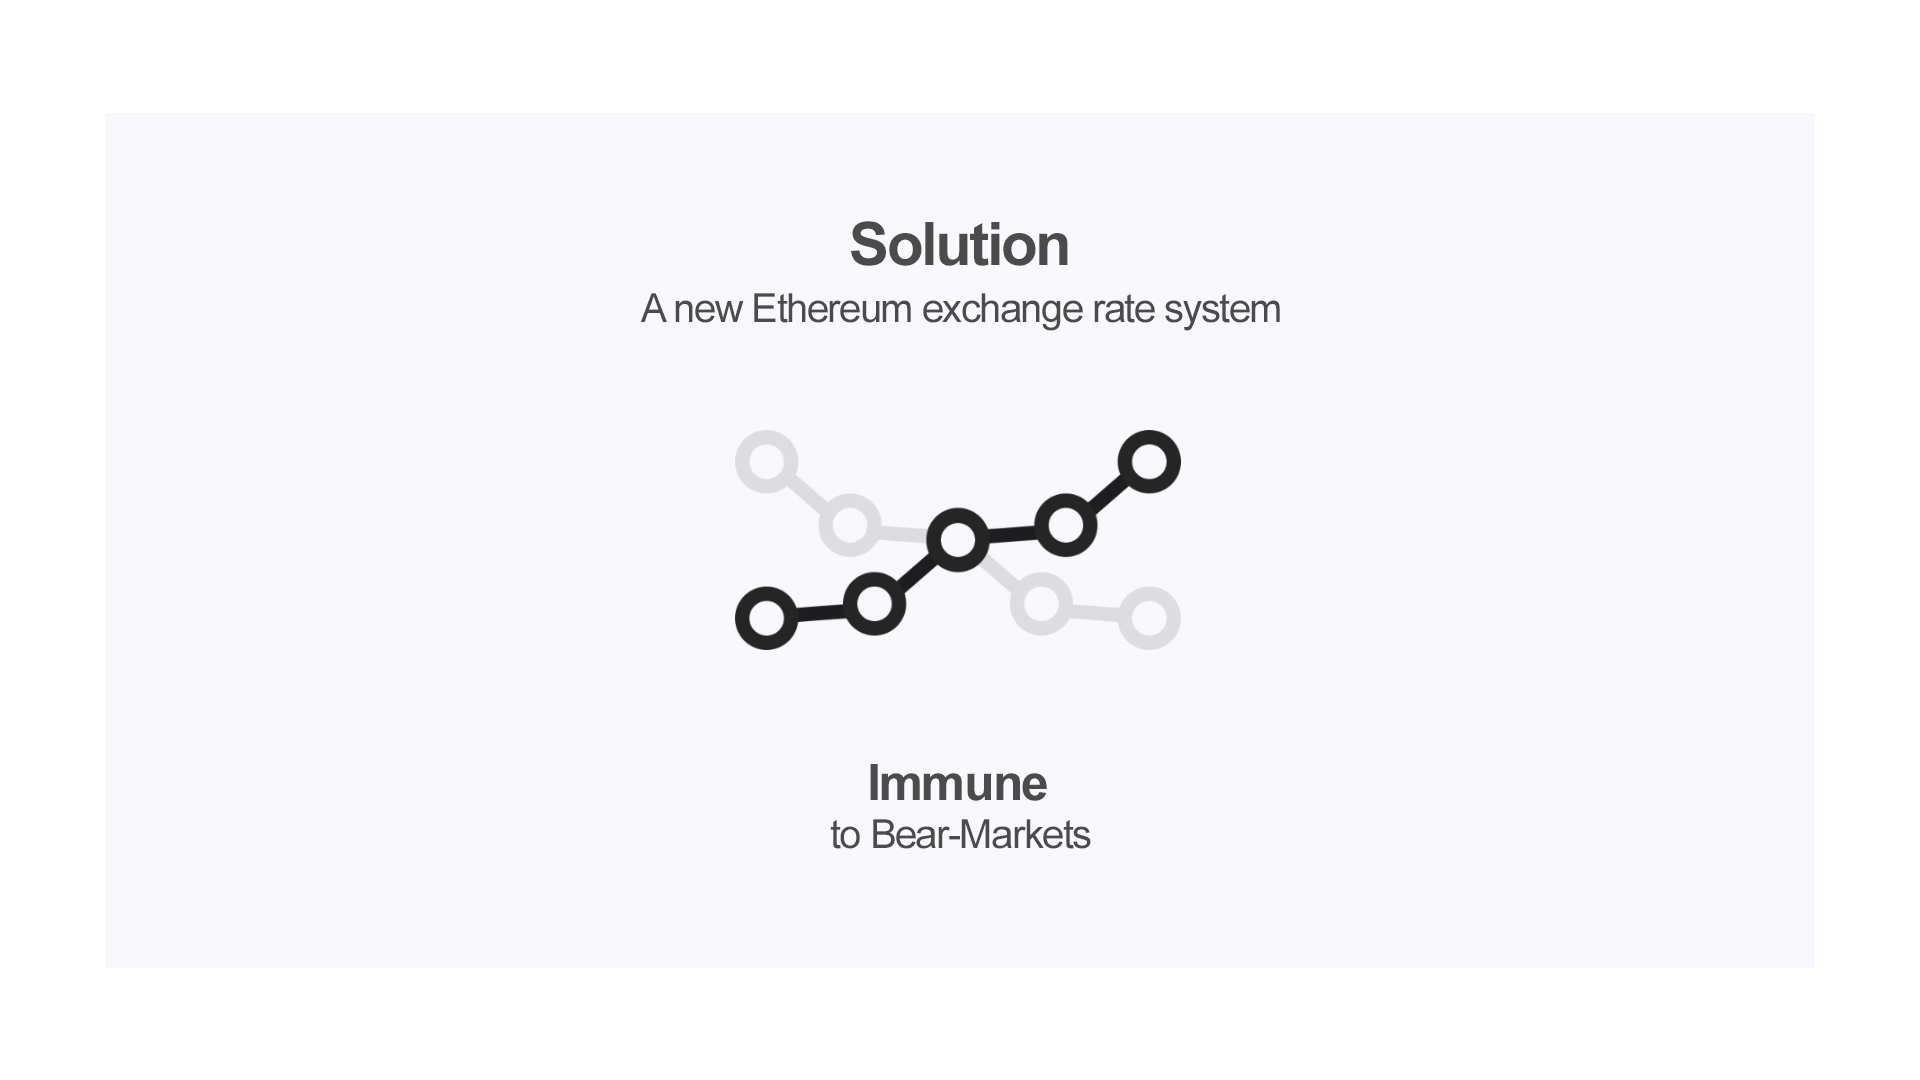 Solution
A new Ethereum exchange rate system
Immune
to Bear-Markets